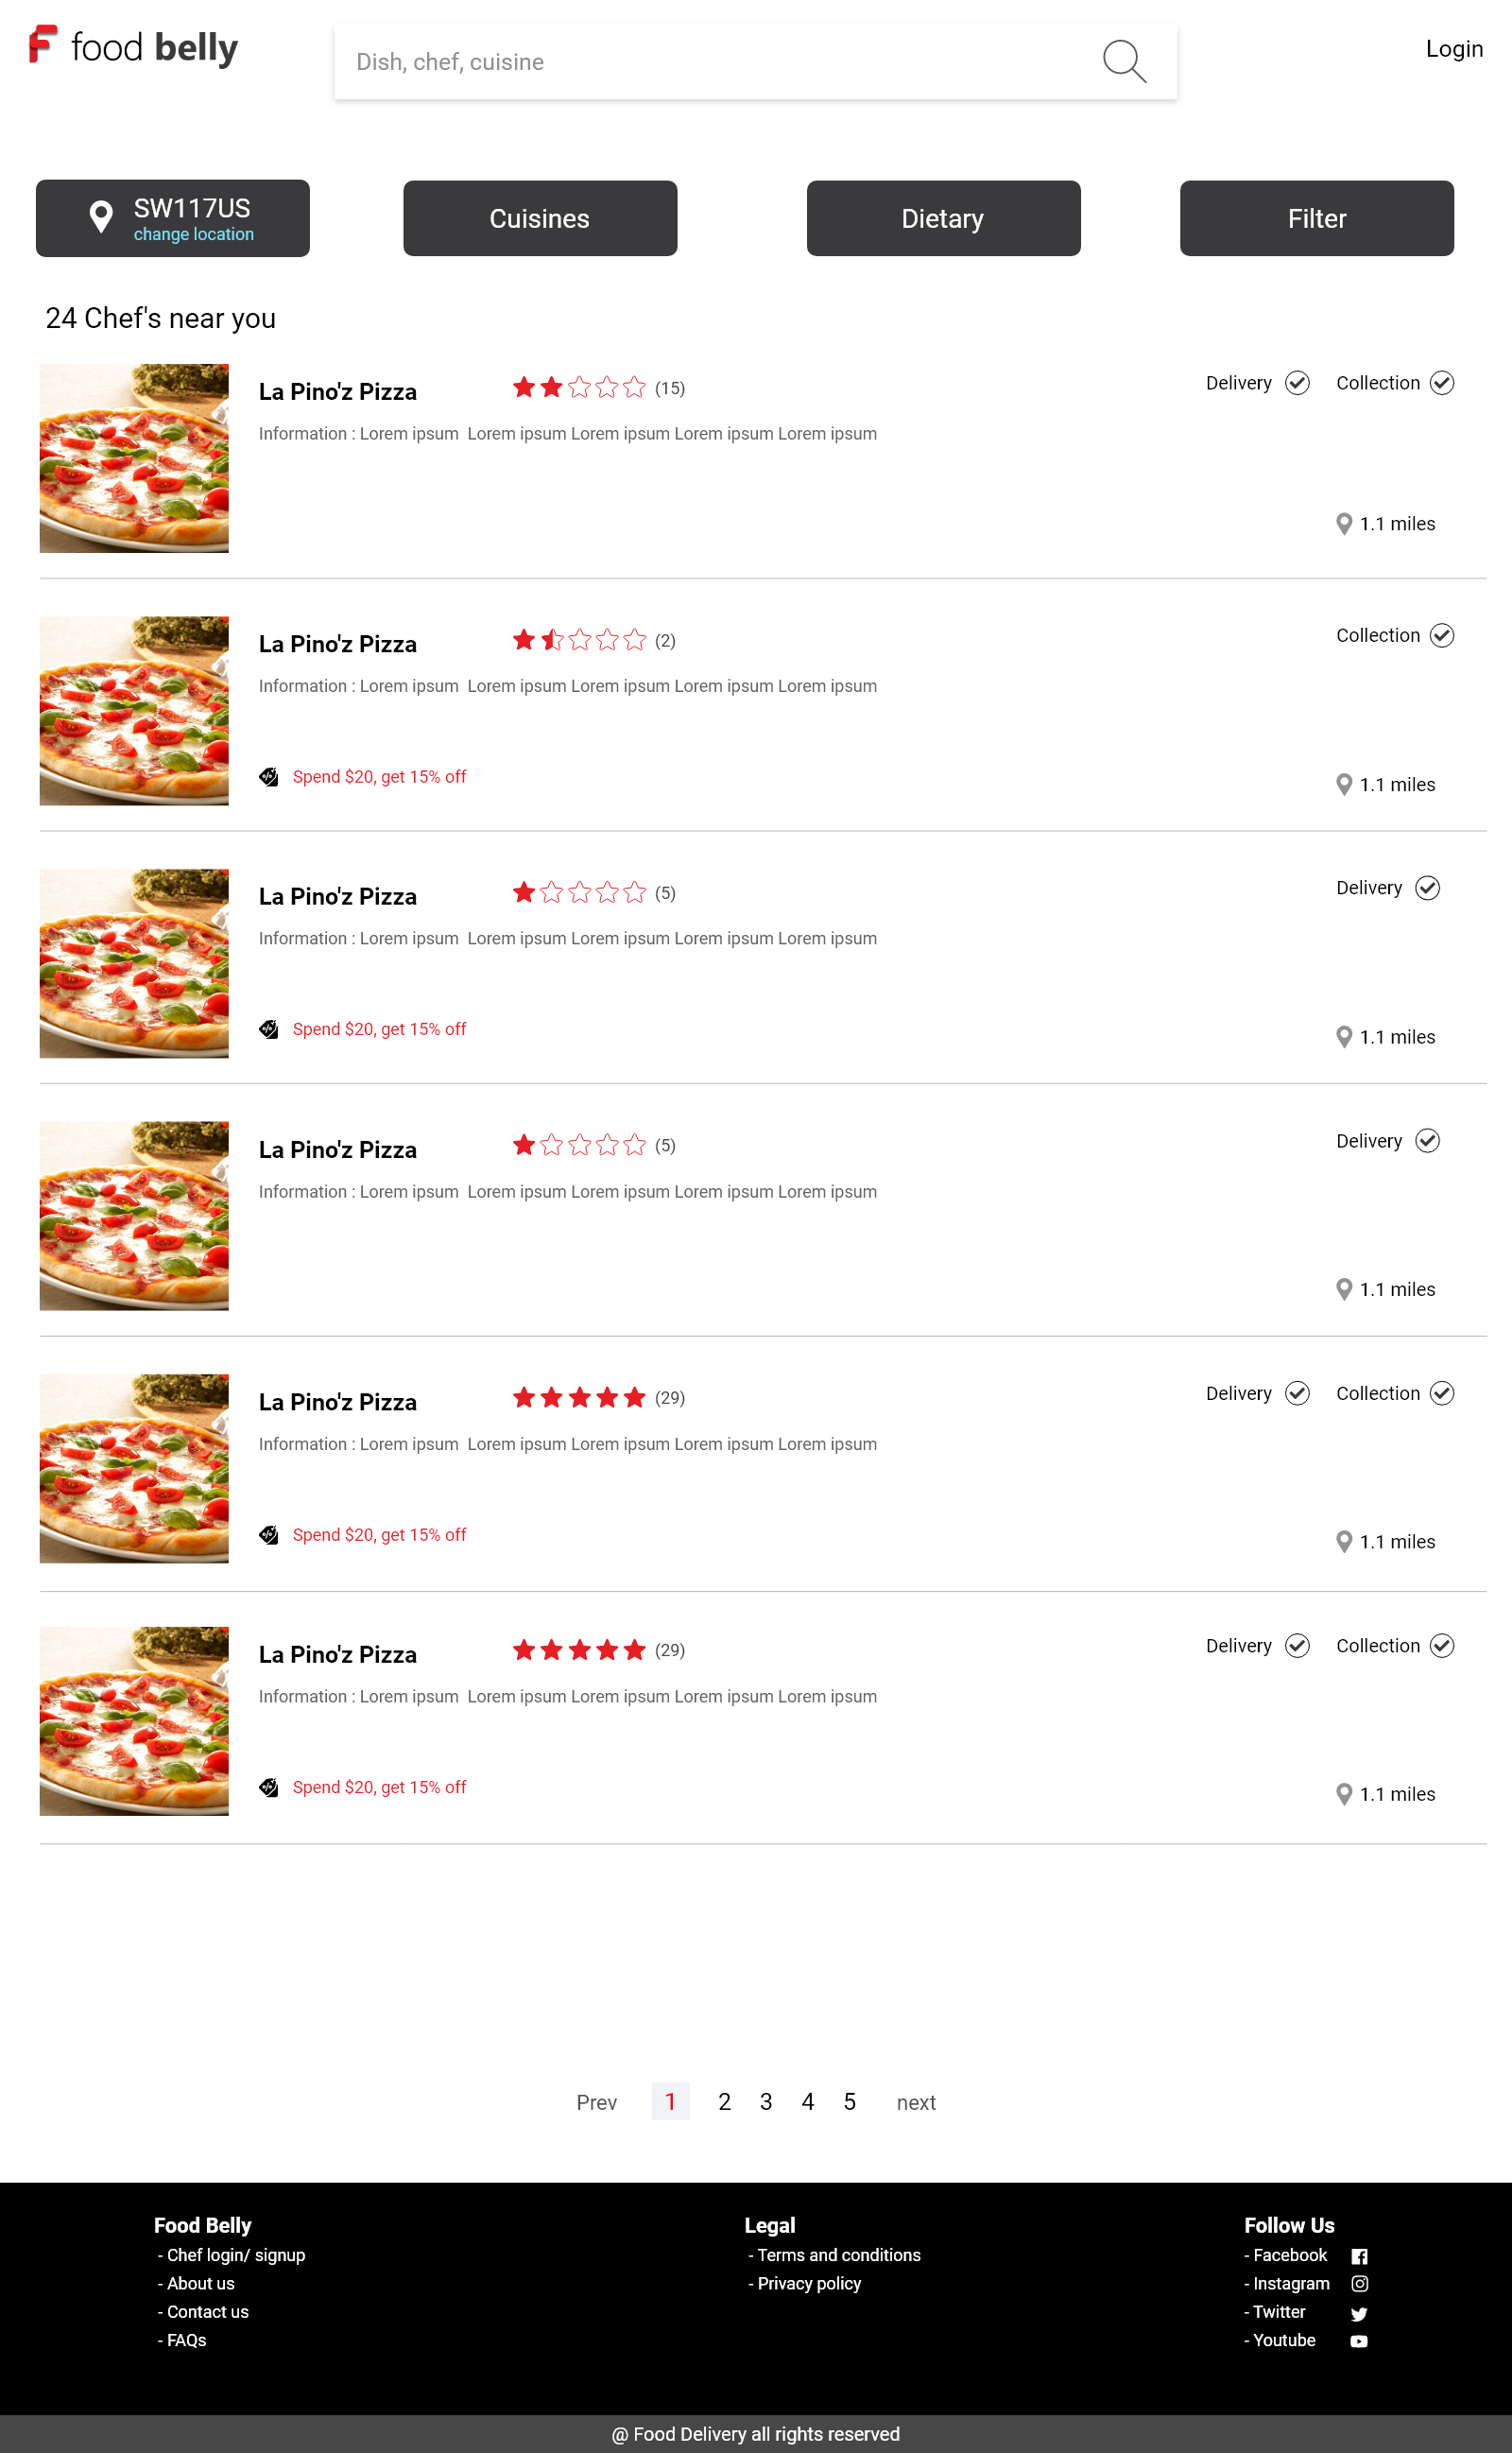 food belly
Dish, chef, cuisine
Login
SW117US
change location
Cuisines
Dietary
Filter
24 Chef's near you
La Pino'z Pizza
(15)
Delivery
Collection
Information : Lorem ipsum  Lorem ipsum Lorem ipsum Lorem ipsum Lorem ipsum
1.1 miles
La Pino'z Pizza
(2)
Collection
Information : Lorem ipsum  Lorem ipsum Lorem ipsum Lorem ipsum Lorem ipsum
Spend $20, get 15% off
1.1 miles
La Pino'z Pizza
(5)
Delivery
Information : Lorem ipsum  Lorem ipsum Lorem ipsum Lorem ipsum Lorem ipsum
Spend $20, get 15% off
1.1 miles
La Pino'z Pizza
(5)
Delivery
Information : Lorem ipsum  Lorem ipsum Lorem ipsum Lorem ipsum Lorem ipsum
1.1 miles
La Pino'z Pizza
(29)
Delivery
Collection
Information : Lorem ipsum  Lorem ipsum Lorem ipsum Lorem ipsum Lorem ipsum
Spend $20, get 15% off
1.1 miles
La Pino'z Pizza
(29)
Delivery
Collection
Information : Lorem ipsum  Lorem ipsum Lorem ipsum Lorem ipsum Lorem ipsum
Spend $20, get 15% off
1.1 miles
Prev 1 2 3 4 5 next
Food Belly
- Chef login/ signup
- About us
- Contact us
- FAQs
Legal
- Terms and conditions
- Privacy policy
Follow Us
- Facebook
- Instagram
- Twitter
- Youtube
@ Food Delivery all rights reserved